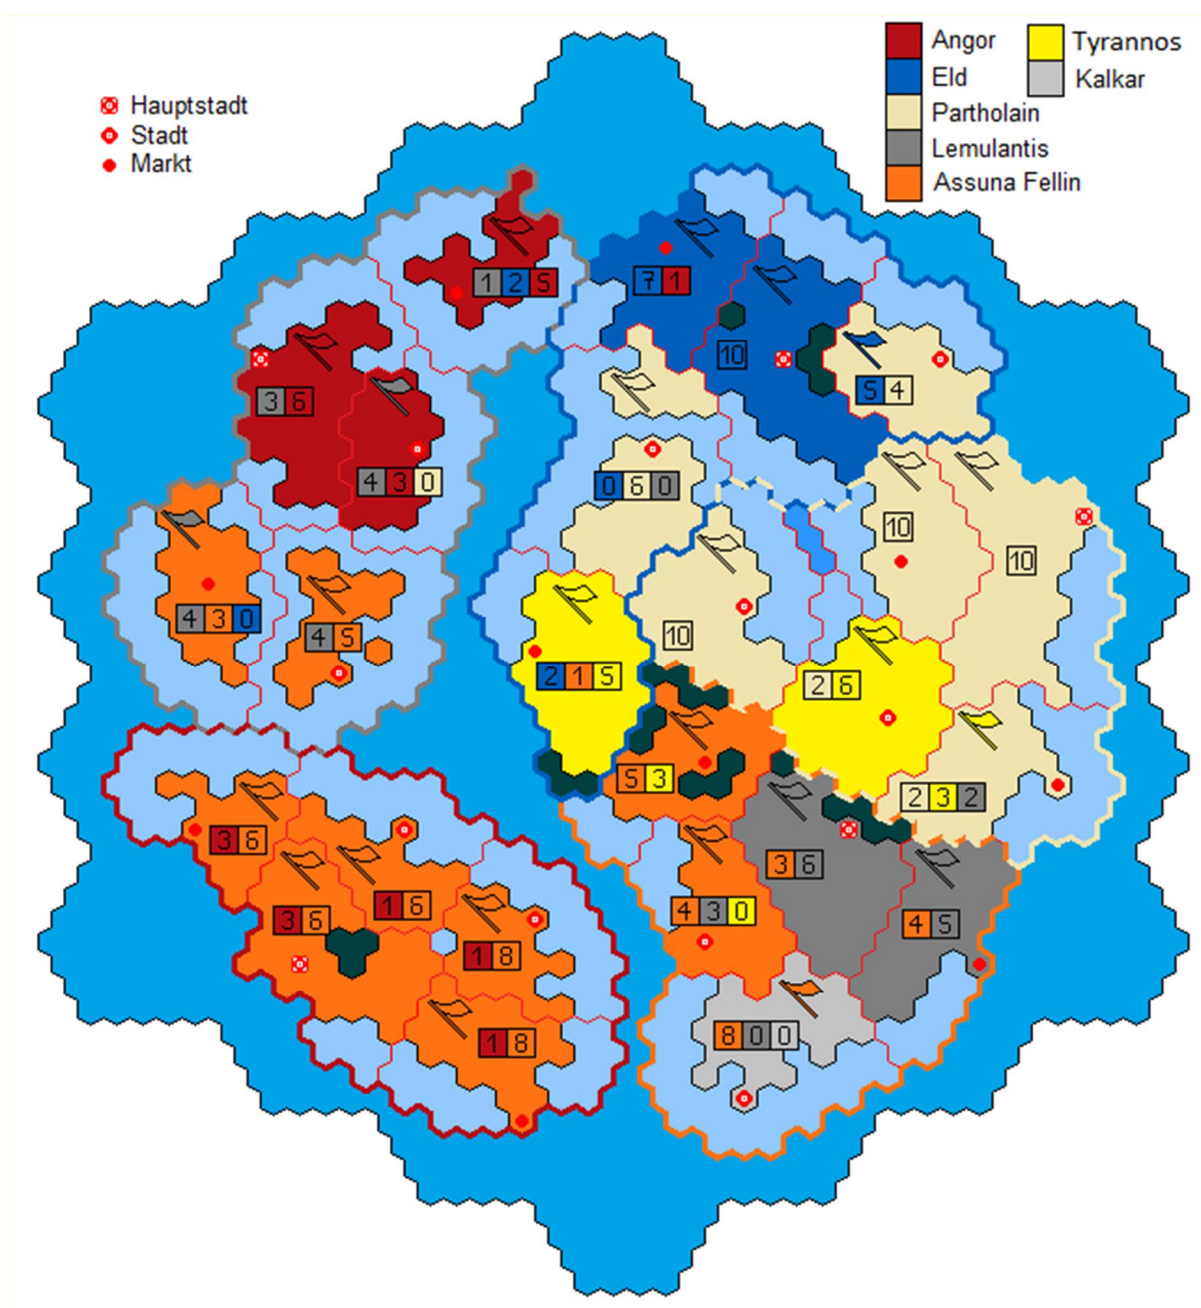 Angor
Tyrannos
Eld
Kalkar
Hauptstadt
Partholain
Stadt
Lemulantis
Markt
Assuna Fellin
1 2 5
7 1
10
5 4
3 6
4 3 0
0 6 0
10
10
4 3 0
4 5
10
2 1 5
2 6
5 3
2 3 2
3 6
3 6
1 6
3 6
4 3 0
4 5
1 8
1 8
8 0 0